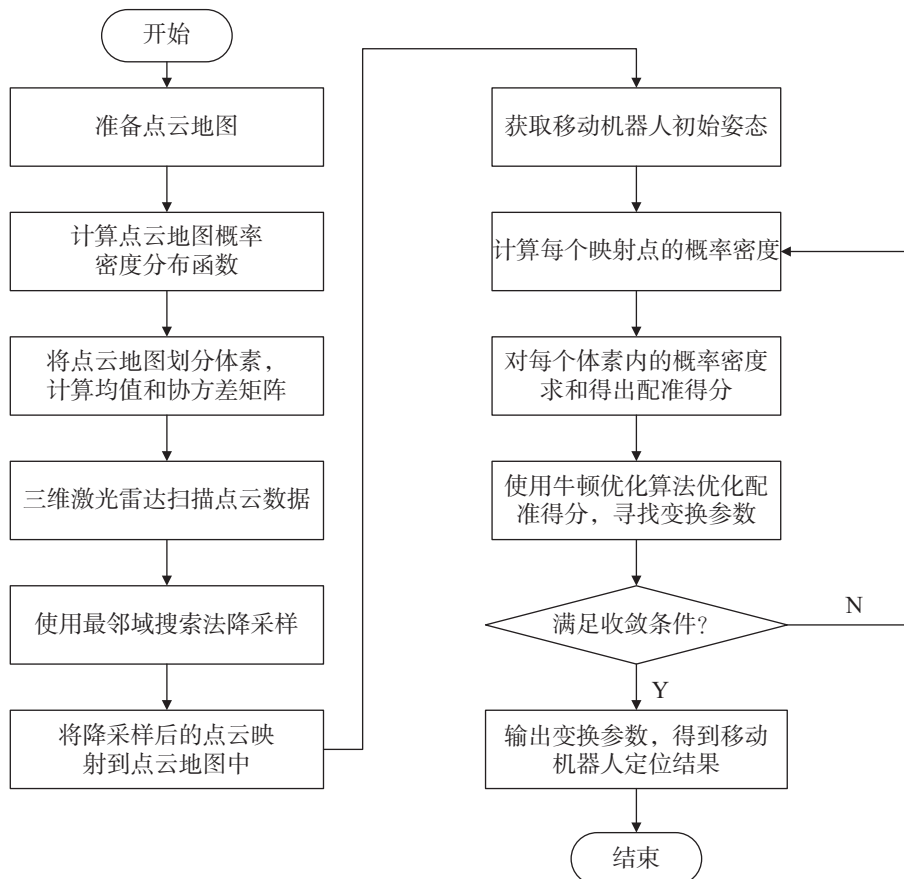 开始
准备点云地图
计算点云地图概率
密度分布函数
将点云地图划分体素，
计算均值和协方差矩阵
三维激光雷达扫描点云数据
使用最邻域搜索法降采样
将降采样后的点云映
射到点云地图中
获取移动机器人初始姿态
计算每个映射点的概率密度
对每个体素内的概率密度
求和得出配准得分
使用牛顿优化算法优化配
准得分，寻找变换参数
满足收敛条件？
N
Y
输出变换参数，得到移动
机器人定位结果
结束